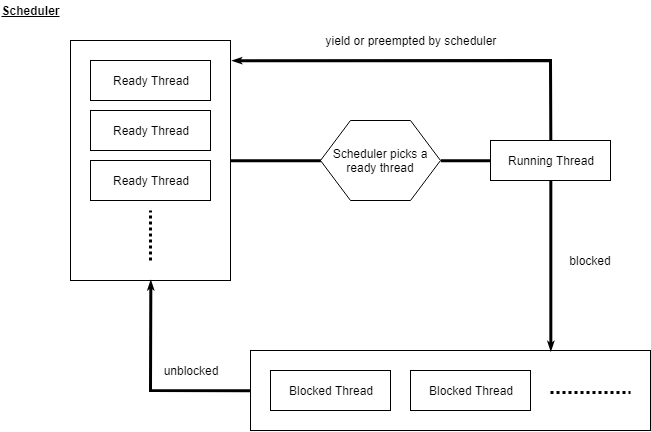 Scheduler
yield or preempted by scheduler
Ready Thread
Ready Thread
Ready Thread
Scheduler picks a
ready thread
Running Thread
blocked
unblocked
Blocked Thread
Blocked Thread